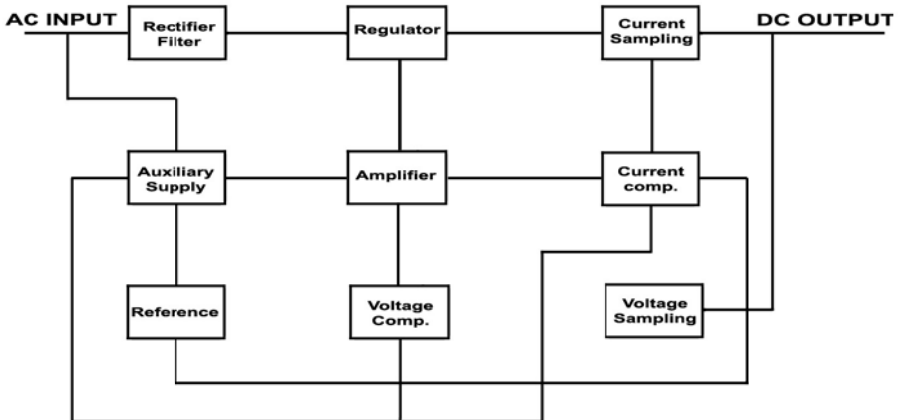 AC INPUT
Rectifier
Filter
Regulator
Current
Sampling
DC OUTPUT
Auxiliary
Supply
Amplifier
Current
comp.
Reference
Voltage
Comp.
Voltage
Sampling